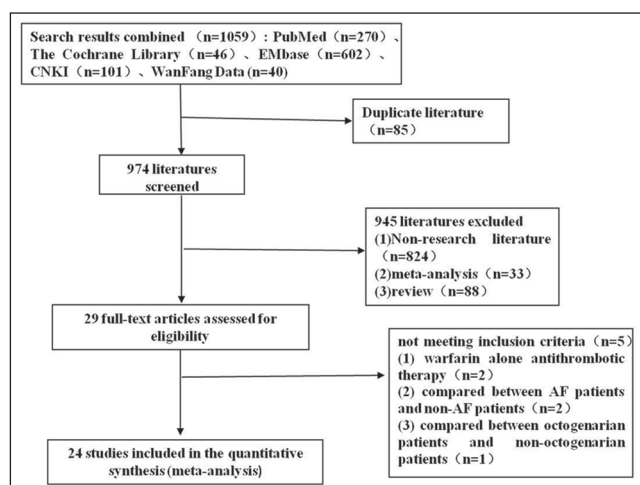 Search results combined （n=1059）: PubMed（n=270）、
The Cochrane Library（n=46）、EMbase（n=602）、
CNKI（n=101）、WanFang Data (n=40)
Duplicate literature
（n=85）
974 literatures
screened
945 literatures excluded
(1)Non-research literature
（n=824）
(2)meta-analysis（n=33）
(3)review（n=88）
29 full-text articles assessed for
eligibility
not meeting inclusion criteria（n=5）
(1) warfarin alone antithrombotic
therapy（n=2）
(2) compared between AF patients
and non-AF patients（n=2）
(3) compared between octogenarian
patients and non-octogenarian
patients（n=1）
24 studies included in the quantitative
synthesis (meta-analysis)